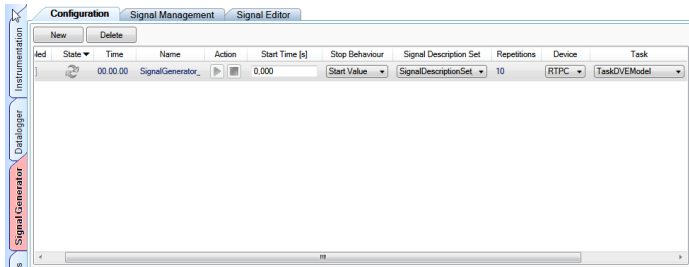 Configuration Signal Management Signal Editor
New Delete
led State Time Name Action Start Time [s] Stop Behaviour Signal Description Set Repetitions Device Task
00.00.00 SignalGenerator_ 0,000 Start Value SignalDescriptionSet 10 RTPC TaskDVEModel
Instrumentation
Datalogger
Signal Generator
s